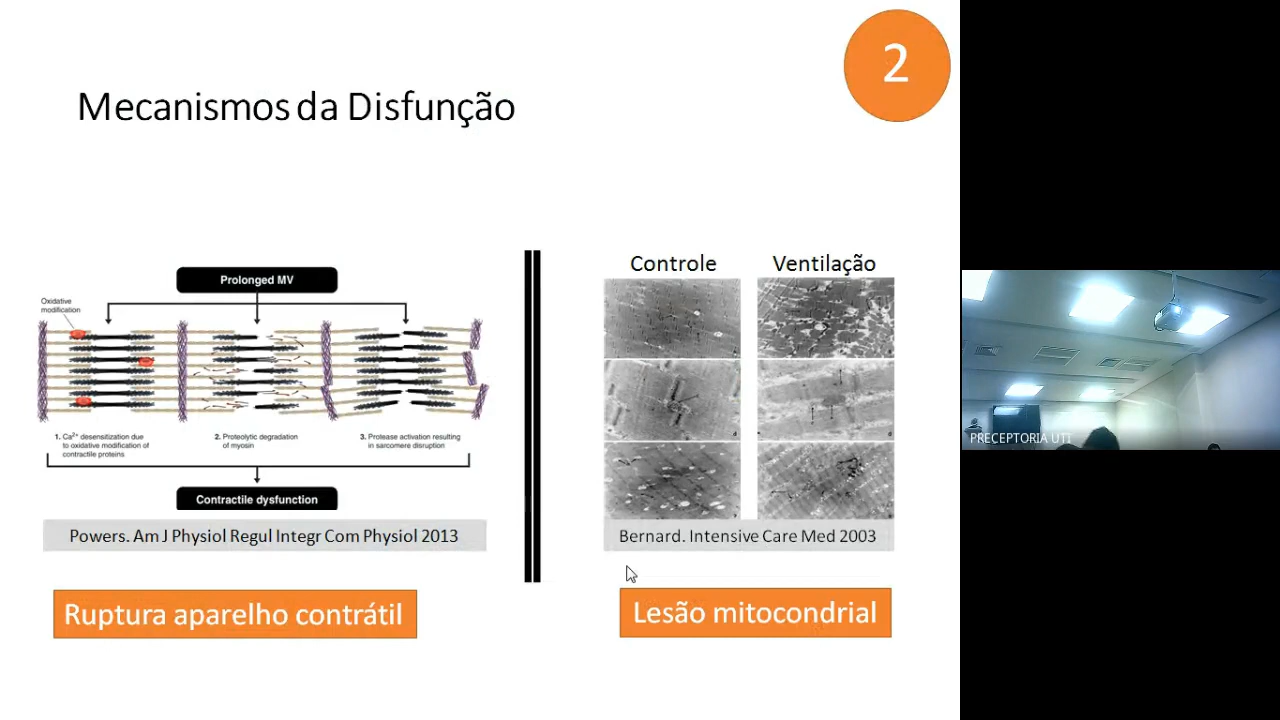 2
Mecanismos da Disfunção
Prolonged MV
Oxidative
modification
1. Ca2+ desensitization due
to oxidative modification of
contractile proteins
2. Proteolytic degradation
of myosin
3. Protease activation resulting
in sarcomere disruption
Contractile dysfunction
Powers. Am J Physiol Regul Integr Com Physiol 2013
Ruptura aparelho contrátil
Controle
Ventilação
Bernard. Intensive Care Med 2003
Lesão mitocondrial
PRECEPTORIA UTI